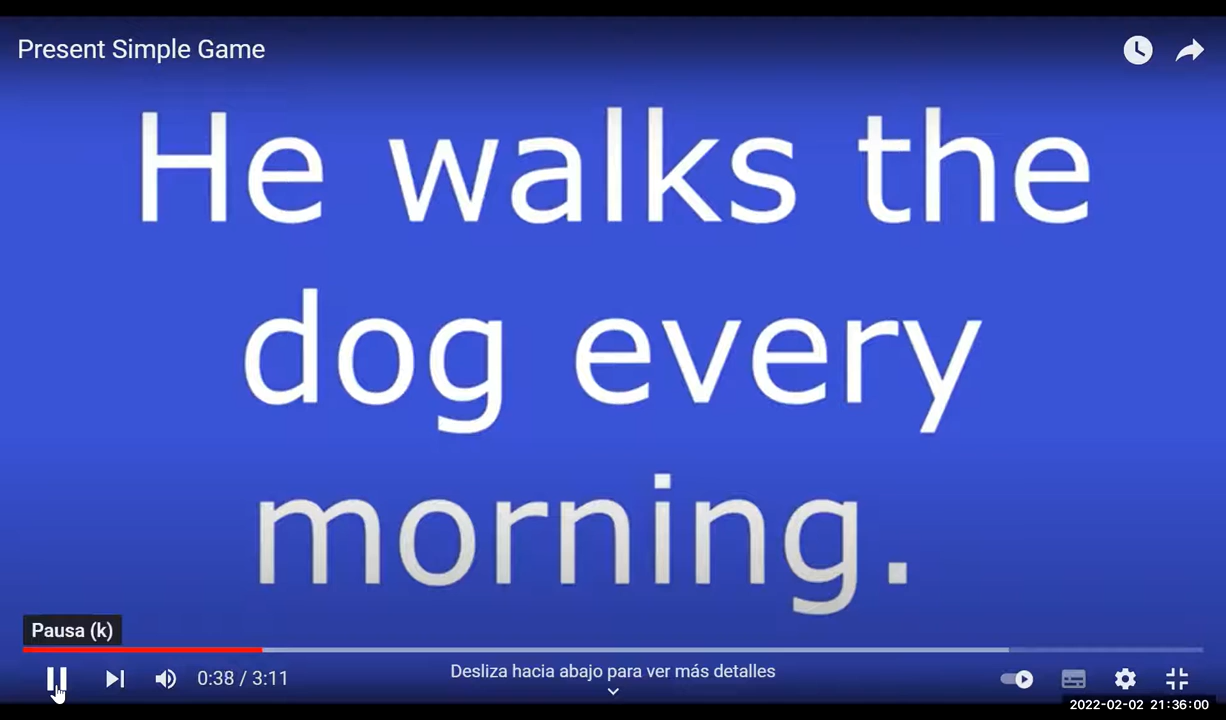 Present Simple Game
He walks the
dog every
morning.
Pausa (k)
0:38 / 3:11
Desliza hacia abajo para ver más detalles
2022-02-02 21:36:00